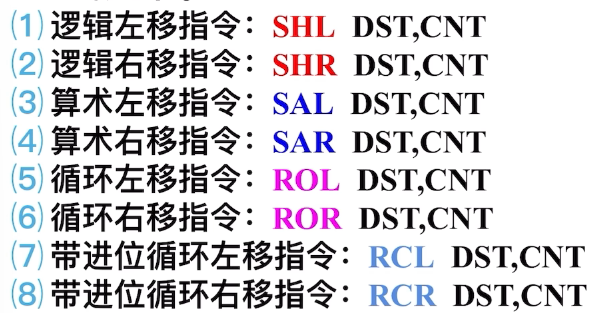 (1) 逻辑左移指令：SHL DST,CNT
(2) 逻辑右移指令：SHR DST,CNT
(3) 算术左移指令：SAL DST,CNT
(4) 算术右移指令：SAR DST,CNT
(5) 循环左移指令：ROL DST,CNT
(6) 循环右移指令：ROR DST,CNT
(7) 带进位循环左移指令：RCL DST,CNT
(8) 带进位循环右移指令：RCR DST,CNT